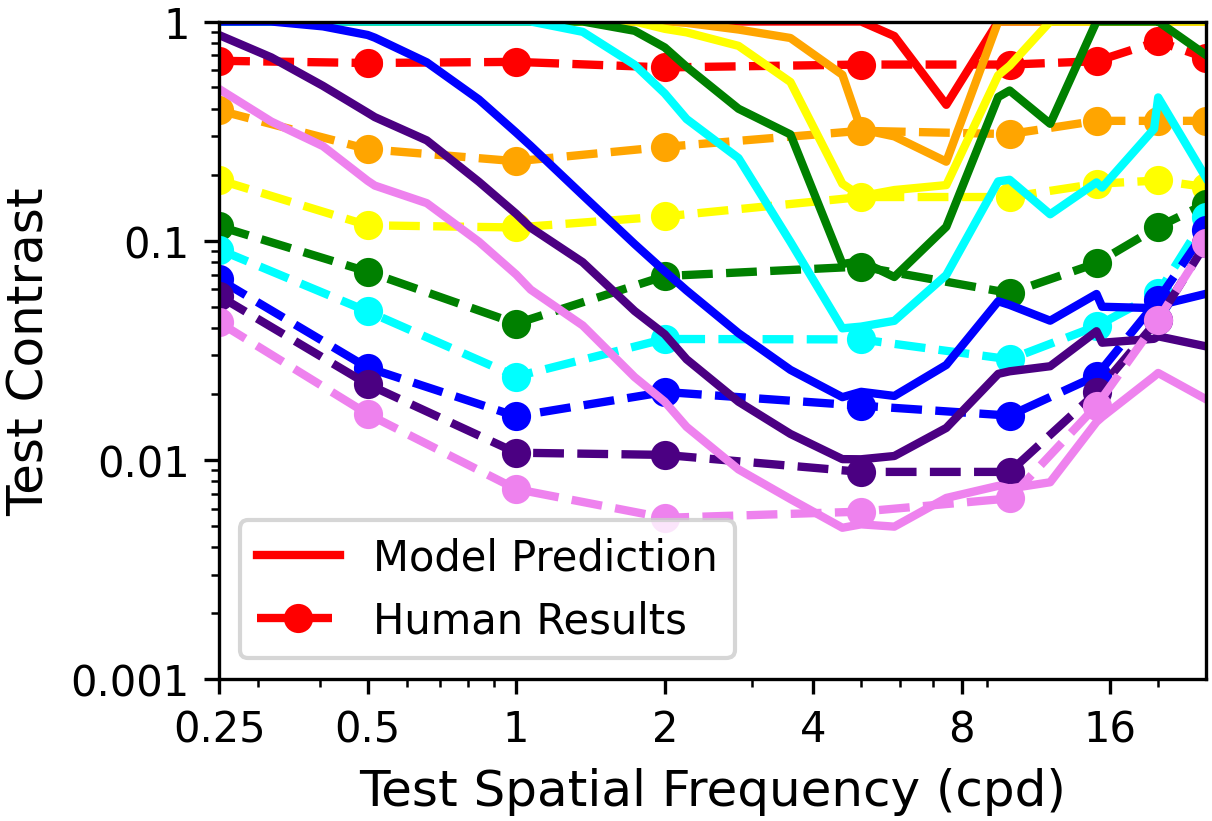 1
0.1
0.01
0.001
Test Contrast
Model Prediction
Human Results
0.25 0.5 1 2 4 8 16
Test Spatial Frequency (cpd)